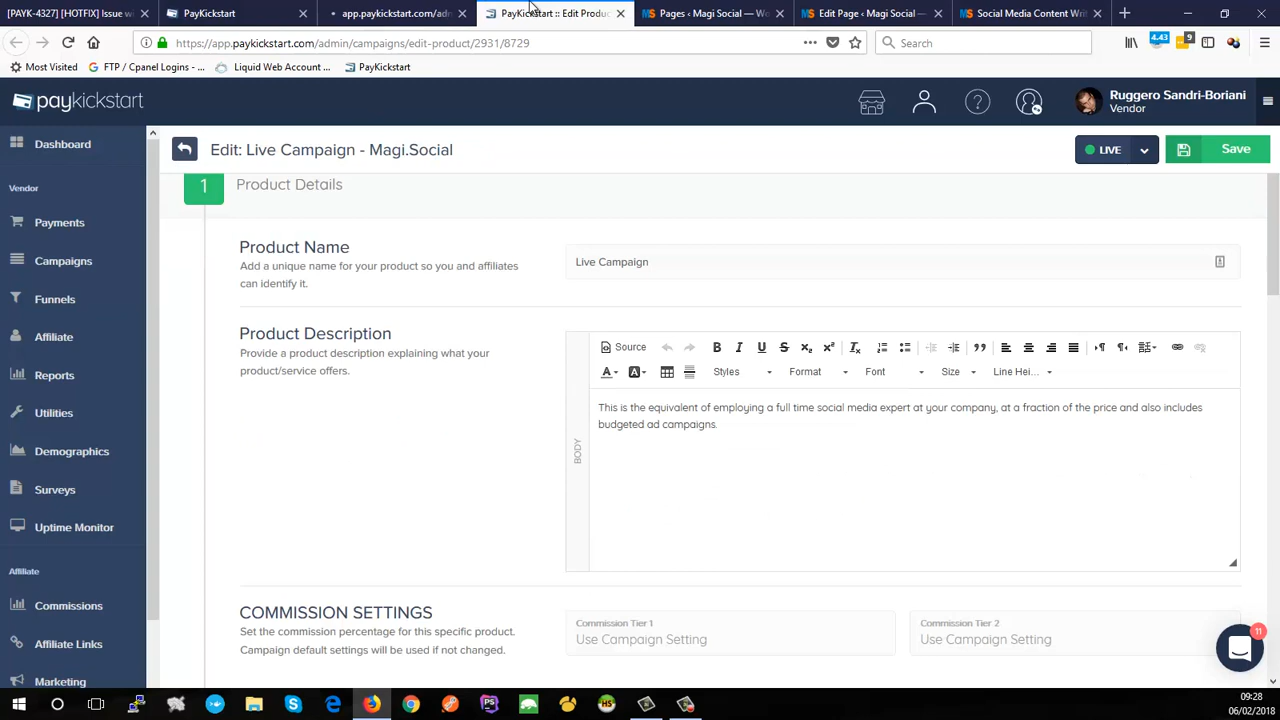 [PAYK-4327] [HOTFIX] Issue wi
PayKickstart
app.paykickstart.com/adm
PayKickstart :: Edit Produc
Pages ‹ Magi Social — Wo
Edit Page ‹ Magi Social —
Social Media Content Writ
https://app.paykickstart.com/admin/campaigns/edit-product/2931/8729
Search
4.43
9
Most Visited
FTP / Cpanel Logins - ...
Liquid Web Account ...
PayKickstart
paykickstart
Ruggero Sandri-Boriani
Vendor
Dashboard
Vendor
Payments
Campaigns
Funnels
Affiliate
Reports
Utilities
Demographics
Surveys
Uptime Monitor
Affiliate
Commissions
Affiliate Links
Marketing
Edit: Live Campaign - Magi.Social
LIVE
Save
1
Product Details
Product Name
Add a unique name for your product so you and affiliates
can identify it.
Live Campaign
Product Description
Provide a product description explaining what your
product/service offers.
Source
Styles
Format
Font
Size
Line Hei...
BODY
This is the equivalent of employing a full time social media expert at your company, at a fraction of the price and also includes
budgeted ad campaigns.
COMMISSION SETTINGS
Set the commission percentage for this specific product.
Campaign default settings will be used if not changed.
Commission Tier 1
Use Campaign Setting
Commission Tier 2
Use Campaign Setting
11
09:28
06/02/2018